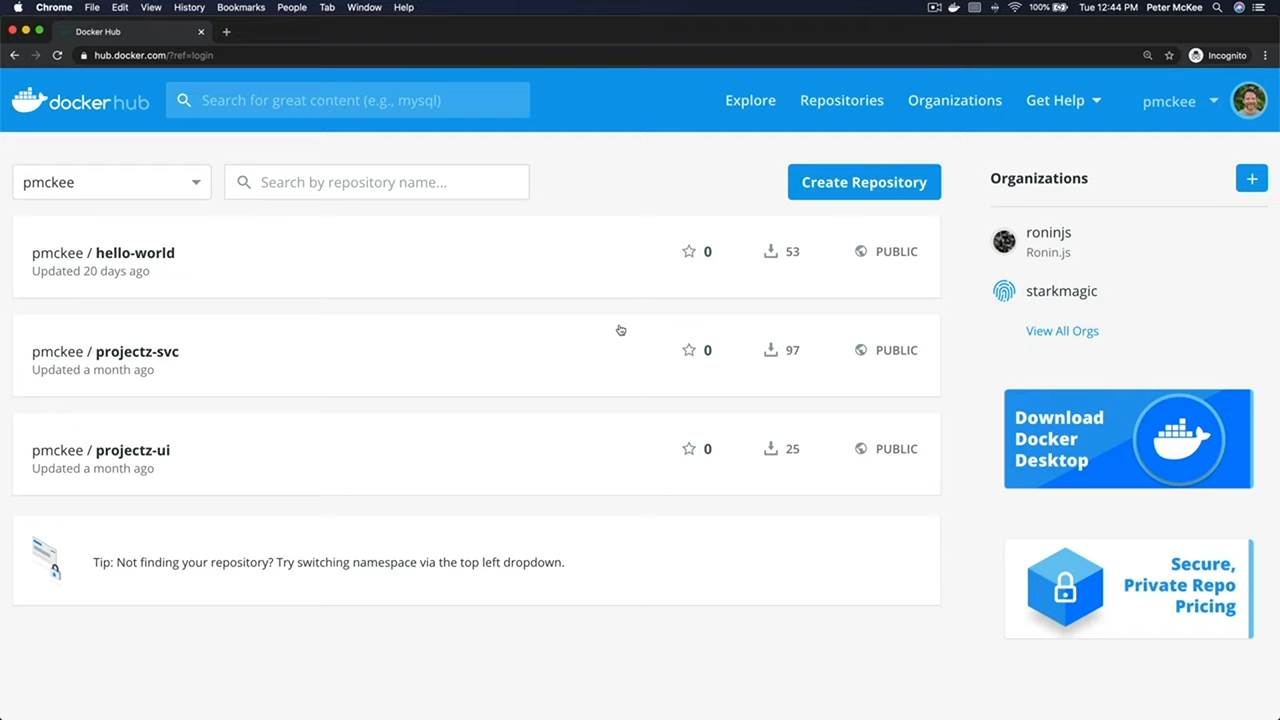 Chrome File Edit View History Bookmarks People Tab Window Help 100% Tue 12:44 PM Peter McKee
Docker Hub
hub.docker.com/?ref=login Incognito
docker hub Search for great content (e.g., mysql) Explore Repositories Organizations Get Help pmckee
pmckee Search by repository name... Create Repository
pmckee / hello-world 0 53 PUBLIC
Updated 20 days ago
pmckee / projectz-svc 0 97 PUBLIC
Updated a month ago
pmckee / projectz-ui 0 25 PUBLIC
Updated a month ago
Tip: Not finding your repository? Try switching namespace via the top left dropdown.
Organizations +
roninjs
Ronin.js
starkmagic
View All Orgs
Download
Docker
Desktop
Secure,
Private Repo
Pricing